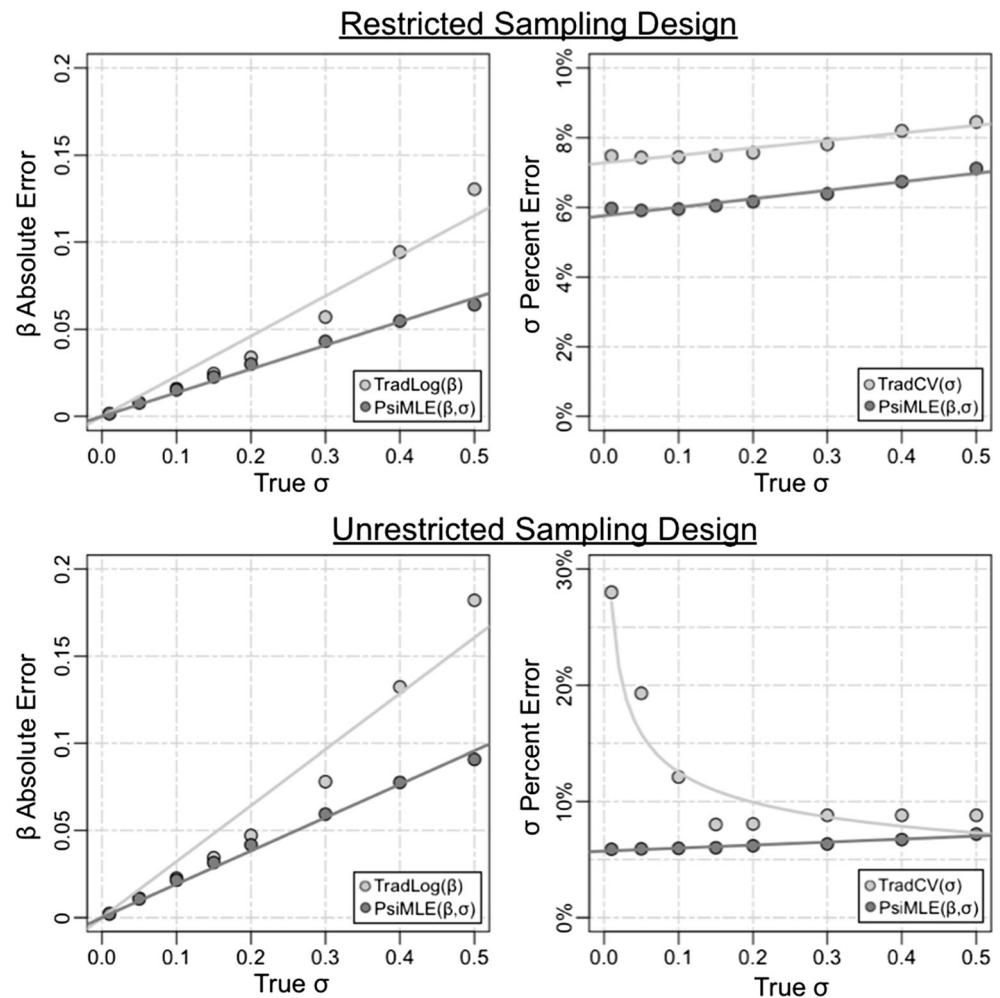 Restricted Sampling Design
β Absolute Error
0.2
0.15
0.1
0.05
0
TradLog(β)
PsiMLE(β,σ)
0.0 0.1 0.2 0.3 0.4 0.5
True σ
σ Percent Error
10%
8%
6%
4%
2%
0%
TradCV(σ)
PsiMLE(β,σ)
0.0 0.1 0.2 0.3 0.4 0.5
True σ
Unrestricted Sampling Design
β Absolute Error
0.2
0.15
0.1
0.05
0
TradLog(β)
PsiMLE(β,σ)
0.0 0.1 0.2 0.3 0.4 0.5
True σ
σ Percent Error
30%
20%
10%
0%
TradCV(σ)
PsiMLE(β,σ)
0.0 0.1 0.2 0.3 0.4 0.5
True σ